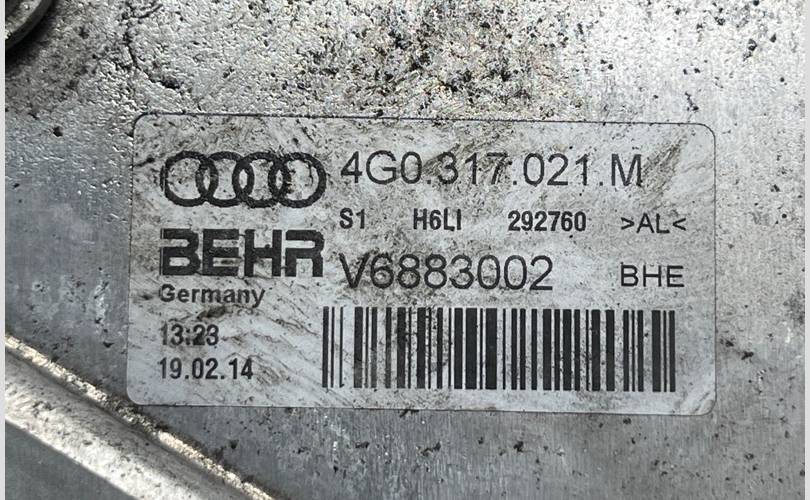 4G0.317.021.M
S1 H6LI 292760 >AL<
BEHR
V6883002 BHE
Germany
13:23
19.02.14